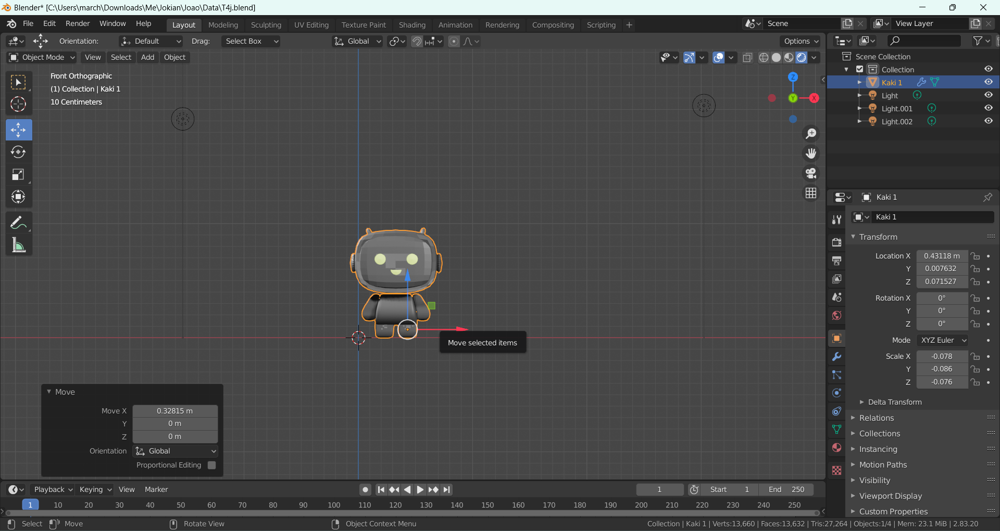 Blender* [C:\Users\march\Downloads\Me\Jokian\Joao\Data\T4j.blend]
File Edit Render Window Help Layout Modeling Sculpting UV Editing Texture Paint Shading Animation Rendering Compositing Scripting + Scene View Layer
Orientation: Default Drag: Select Box Global Options
Object Mode View Select Add Object
Front Orthographic
(1) Collection | Kaki 1
10 Centimeters
Z
Y
X
Scene Collection
Collection
Kaki 1
Light
Light.001
Light.002
Kaki 1
Kaki 1
Transform
Location X 0.43118 m
Y 0.007632
Z 0.071527
Rotation X 0°
Y 0°
Z 0°
Mode XYZ Euler
Scale X -0.078
Y -0.086
Z -0.076
Delta Transform
Relations
Collections
Instancing
Motion Paths
Visibility
Viewport Display
Custom Properties
Move selected items
Move
Move X 0.32815 m
Y 0 m
Z 0 m
Orientation Global
Proportional Editing
Playback Keying View Marker 1 Start 1 End 250
1 10 20 30 40 50 60 70 80 90 100 110 120 130 140 150 160 170 180 190 200 210 220 230 240 250
Select Move Rotate View Object Context Menu Collection | Kaki 1 | Verts:13,660 | Faces:13,632 | Tris:27,264 | Objects:1/4 | Mem: 23.1 MiB | 2.83.20